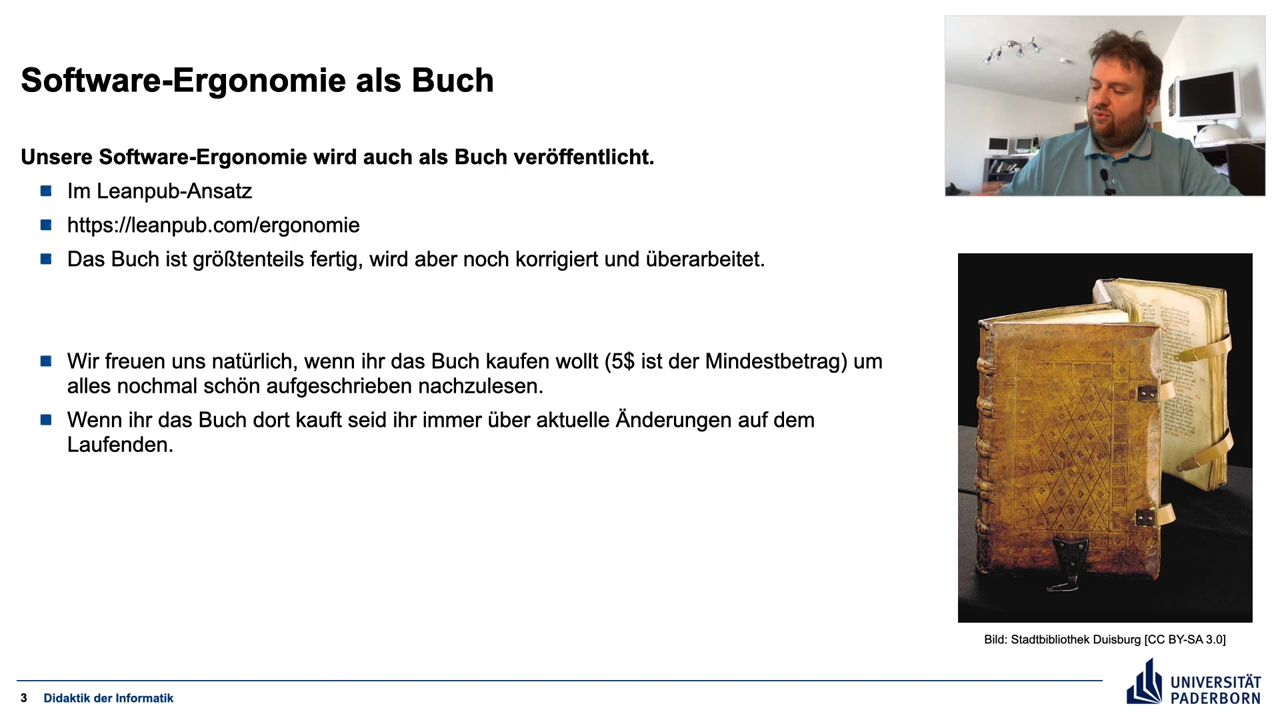 Software-Ergonomie als Buch
Unsere Software-Ergonomie wird auch als Buch veröffentlicht.
Im Leanpub-Ansatz
https://leanpub.com/ergonomie
Das Buch ist größtenteils fertig, wird aber noch korrigiert und überarbeitet.
Wir freuen uns natürlich, wenn ihr das Buch kaufen wollt (5$ ist der Mindestbetrag) um
alles nochmal schön aufgeschrieben nachzulesen.
Wenn ihr das Buch dort kauft seid ihr immer über aktuelle Änderungen auf dem
Laufenden.
Bild: Stadtbibliothek Duisburg [CC BY-SA 3.0]
3 Didaktik der Informatik
UNIVERSITÄT
PADERBORN